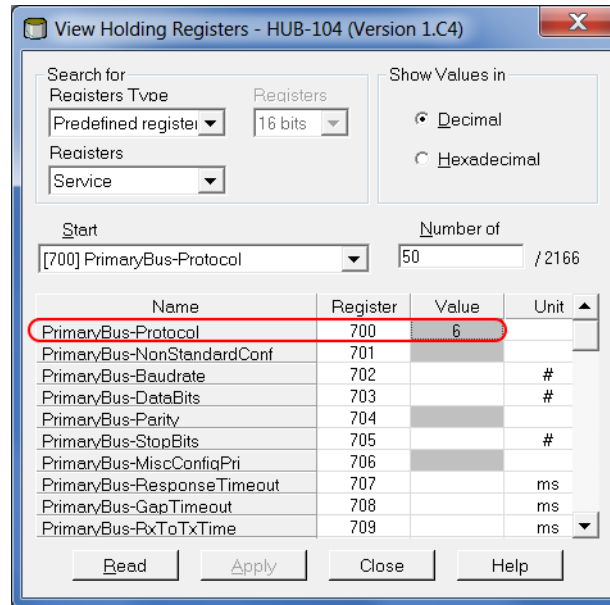 View Holding Registers - HUB-104 (Version 1.C4)
Search for
Registers Type
Registers
Predefined register
16 bits
Registers
Service
Show Values in
Decimal
Hexadecimal
Start
Number of
[700] PrimaryBus-Protocol
50
/ 2166
Name Register Value Unit
PrimaryBus-Protocol 700 6
PrimaryBus-NonStandardConf 701
PrimaryBus-Baudrate 702 #
PrimaryBus-DataBits 703 #
PrimaryBus-Parity 704
PrimaryBus-StopBits 705 #
PrimaryBus-MiscConfigPri 706
PrimaryBus-ResponseTimeout 707 ms
PrimaryBus-GapTimeout 708 ms
PrimaryBus-RxToTxTime 709 ms
Read Apply Close Help